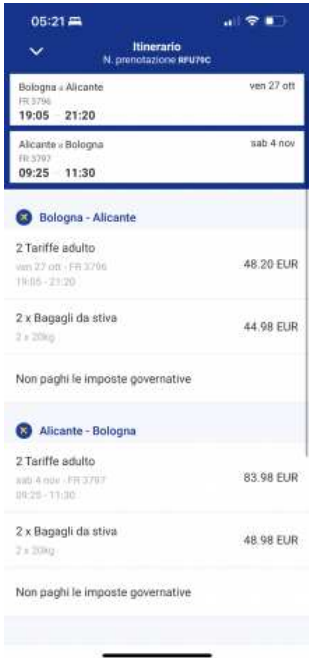 05:21
Itinerario
N. prenotazione RFU79C
Bologna a Alicante
ven 27 ott
FR 3796
19:05 21:20
Alicante a Bologna
sab 4 nov
FR 3797
09:25 11:30
Bologna - Alicante
2 Tariffe adulto
ven 27 ott - FR 3796
48.20 EUR
19:05 - 21:20
2 x Bagagli da stiva
44.98 EUR
2 x 20kg
Non paghi le imposte governative
Alicante - Bologna
2 Tariffe adulto
sab 4 nov - FR 3797
83.98 EUR
09:25 - 11:30
2 x Bagagli da stiva
48.98 EUR
2 x 20kg
Non paghi le imposte governative